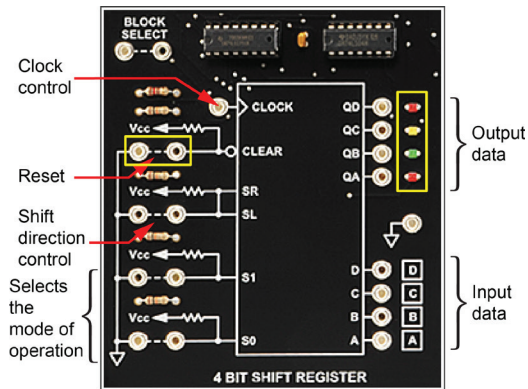 BLOCK
SELECT
Clock
control
CLOCK
QD
QC
QB
QA
Output
data
Vcc
CLEAR
Reset
Vcc
SR
SL
Shift
direction
control
Vcc
S1
Selects
the
mode of
operation
Vcc
S0
D
D
C
C
B
B
A
A
Input
data
4 BIT SHIFT REGISTER